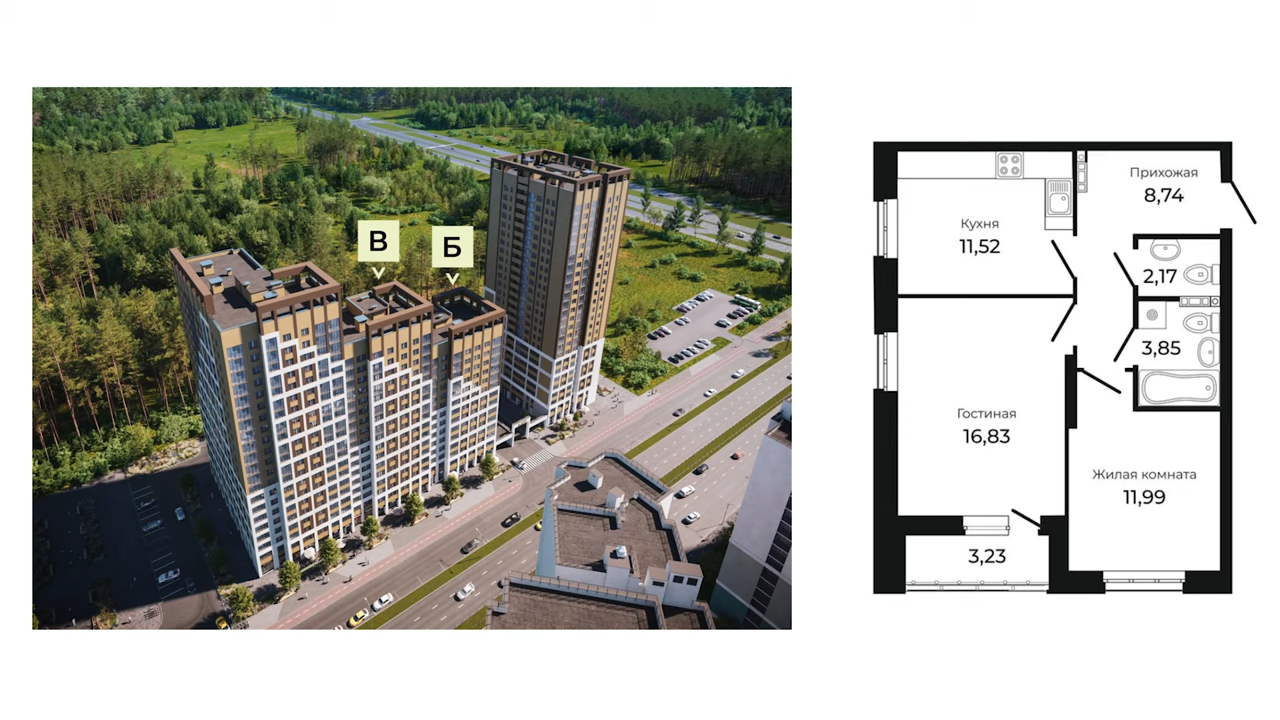 В
Б
Прихожая
8,74
Кухня
11,52
2,17
3,85
Гостиная
16,83
Жилая комната
11,99
3,23